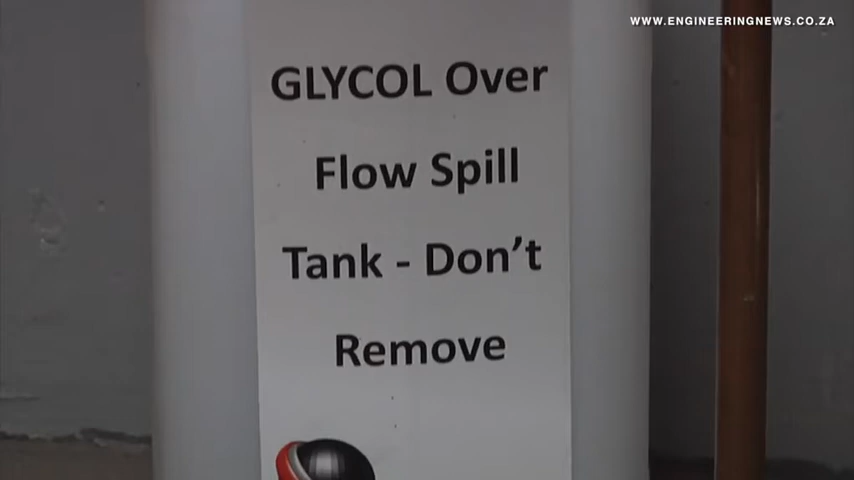 WWW.ENGINEERINGNEWS.CO.ZA
GLYCOL Over
Flow Spill
Tank - Don't
Remove